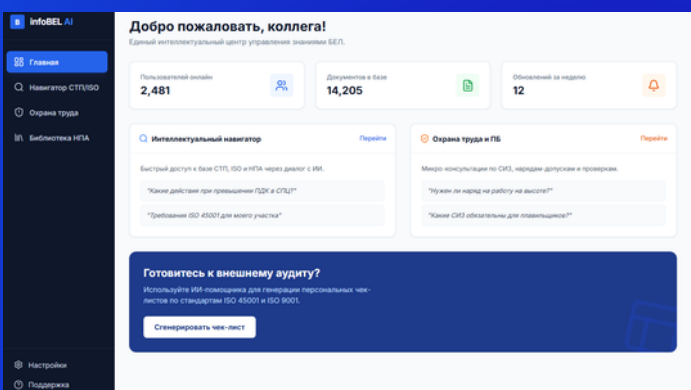 B infoBEL AI
Главная
Навигатор СТП/ISO
Охрана труда
Библиотека НПА
Настройки
Поддержка
Добро пожаловать, коллега!
Единый интеллектуальный центр управления знаниями БЕЛ.
Пользователей онлайн
2,481
Документов в базе
14,205
Обновлений за неделю
12
Интеллектуальный навигатор
Перейти
Быстрый доступ к базе СТП, ISO и НПА через диалог с ИИ.
"Какие действия при превышении ПДК в СПЦ?"
"Требования ISO 45001 для моего участка"
Охрана труда и ПБ
Перейти
Микро-консультации по СИЗ, нарядам-допускам и проверкам.
"Нужен ли наряд на работу на высоте?"
"Какие СИЗ обязательны для плавильщиков?"
Готовитесь к внешнему аудиту?
Используйте ИИ-помощника для генерации персональных чек-
листов по стандартам ISO 45001 и ISO 9001.
Сгенерировать чек-лист